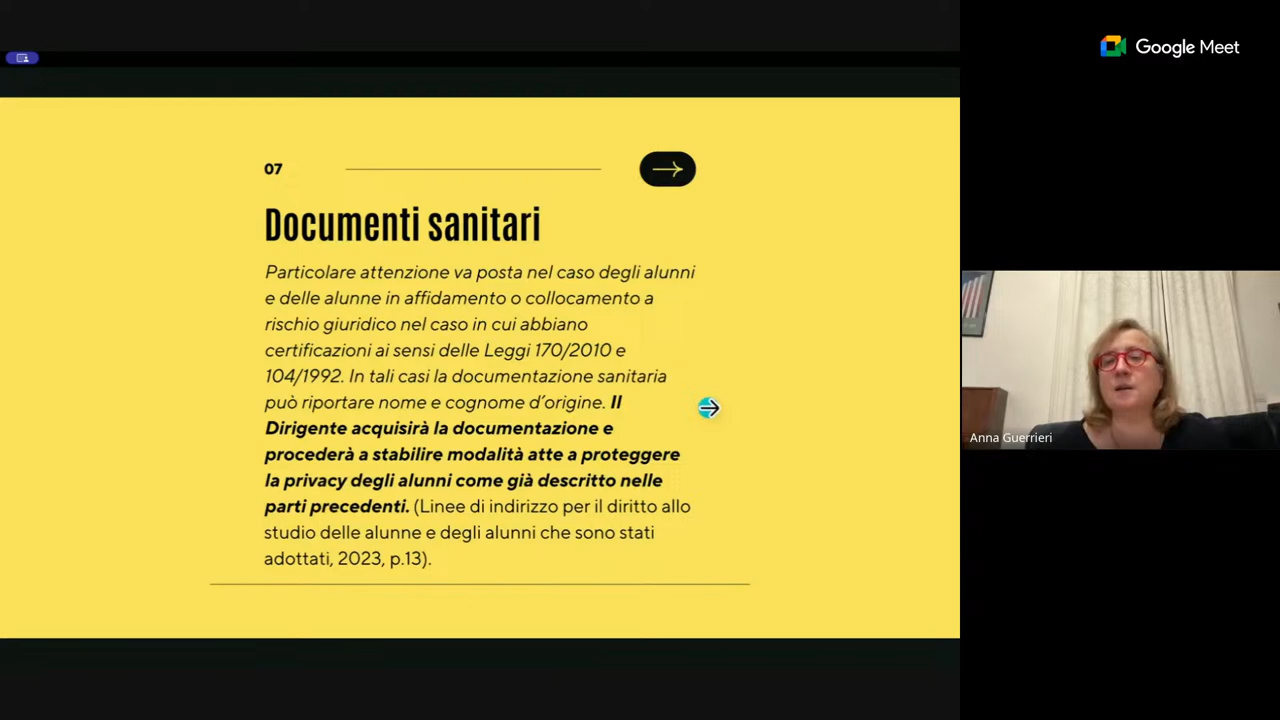 Google Meet
07
Documenti sanitari
Particolare attenzione va posta nel caso degli alunni
e delle alunne in affidamento o collocamento a
rischio giuridico nel caso in cui abbiano
certificazioni ai sensi delle Leggi 170/2010 e
104/1992. In tali casi la documentazione sanitaria
può riportare nome e cognome d’origine. Il
Dirigente acquisirà la documentazione e
procederà a stabilire modalità atte a proteggere
la privacy degli alunni come già descritto nelle
parti precedenti. (Linee di indirizzo per il diritto allo
studio delle alunne e degli alunni che sono stati
adottati, 2023, p.13).
Anna Guerrieri